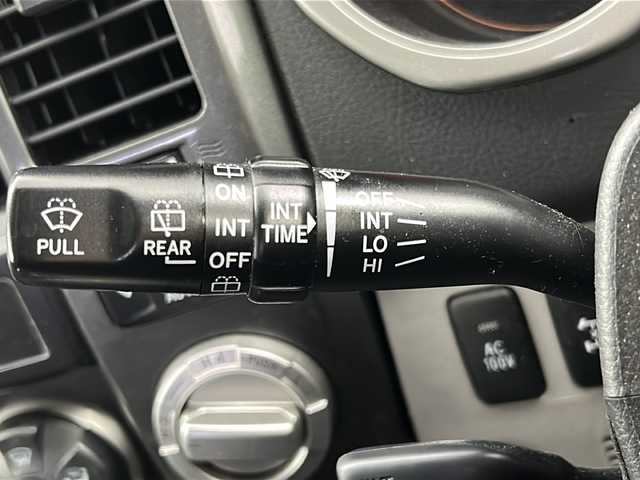 PULL
REAR
ON
INT
OFF
INT
TIME
OFF
INT
LO
HI
AC
100V